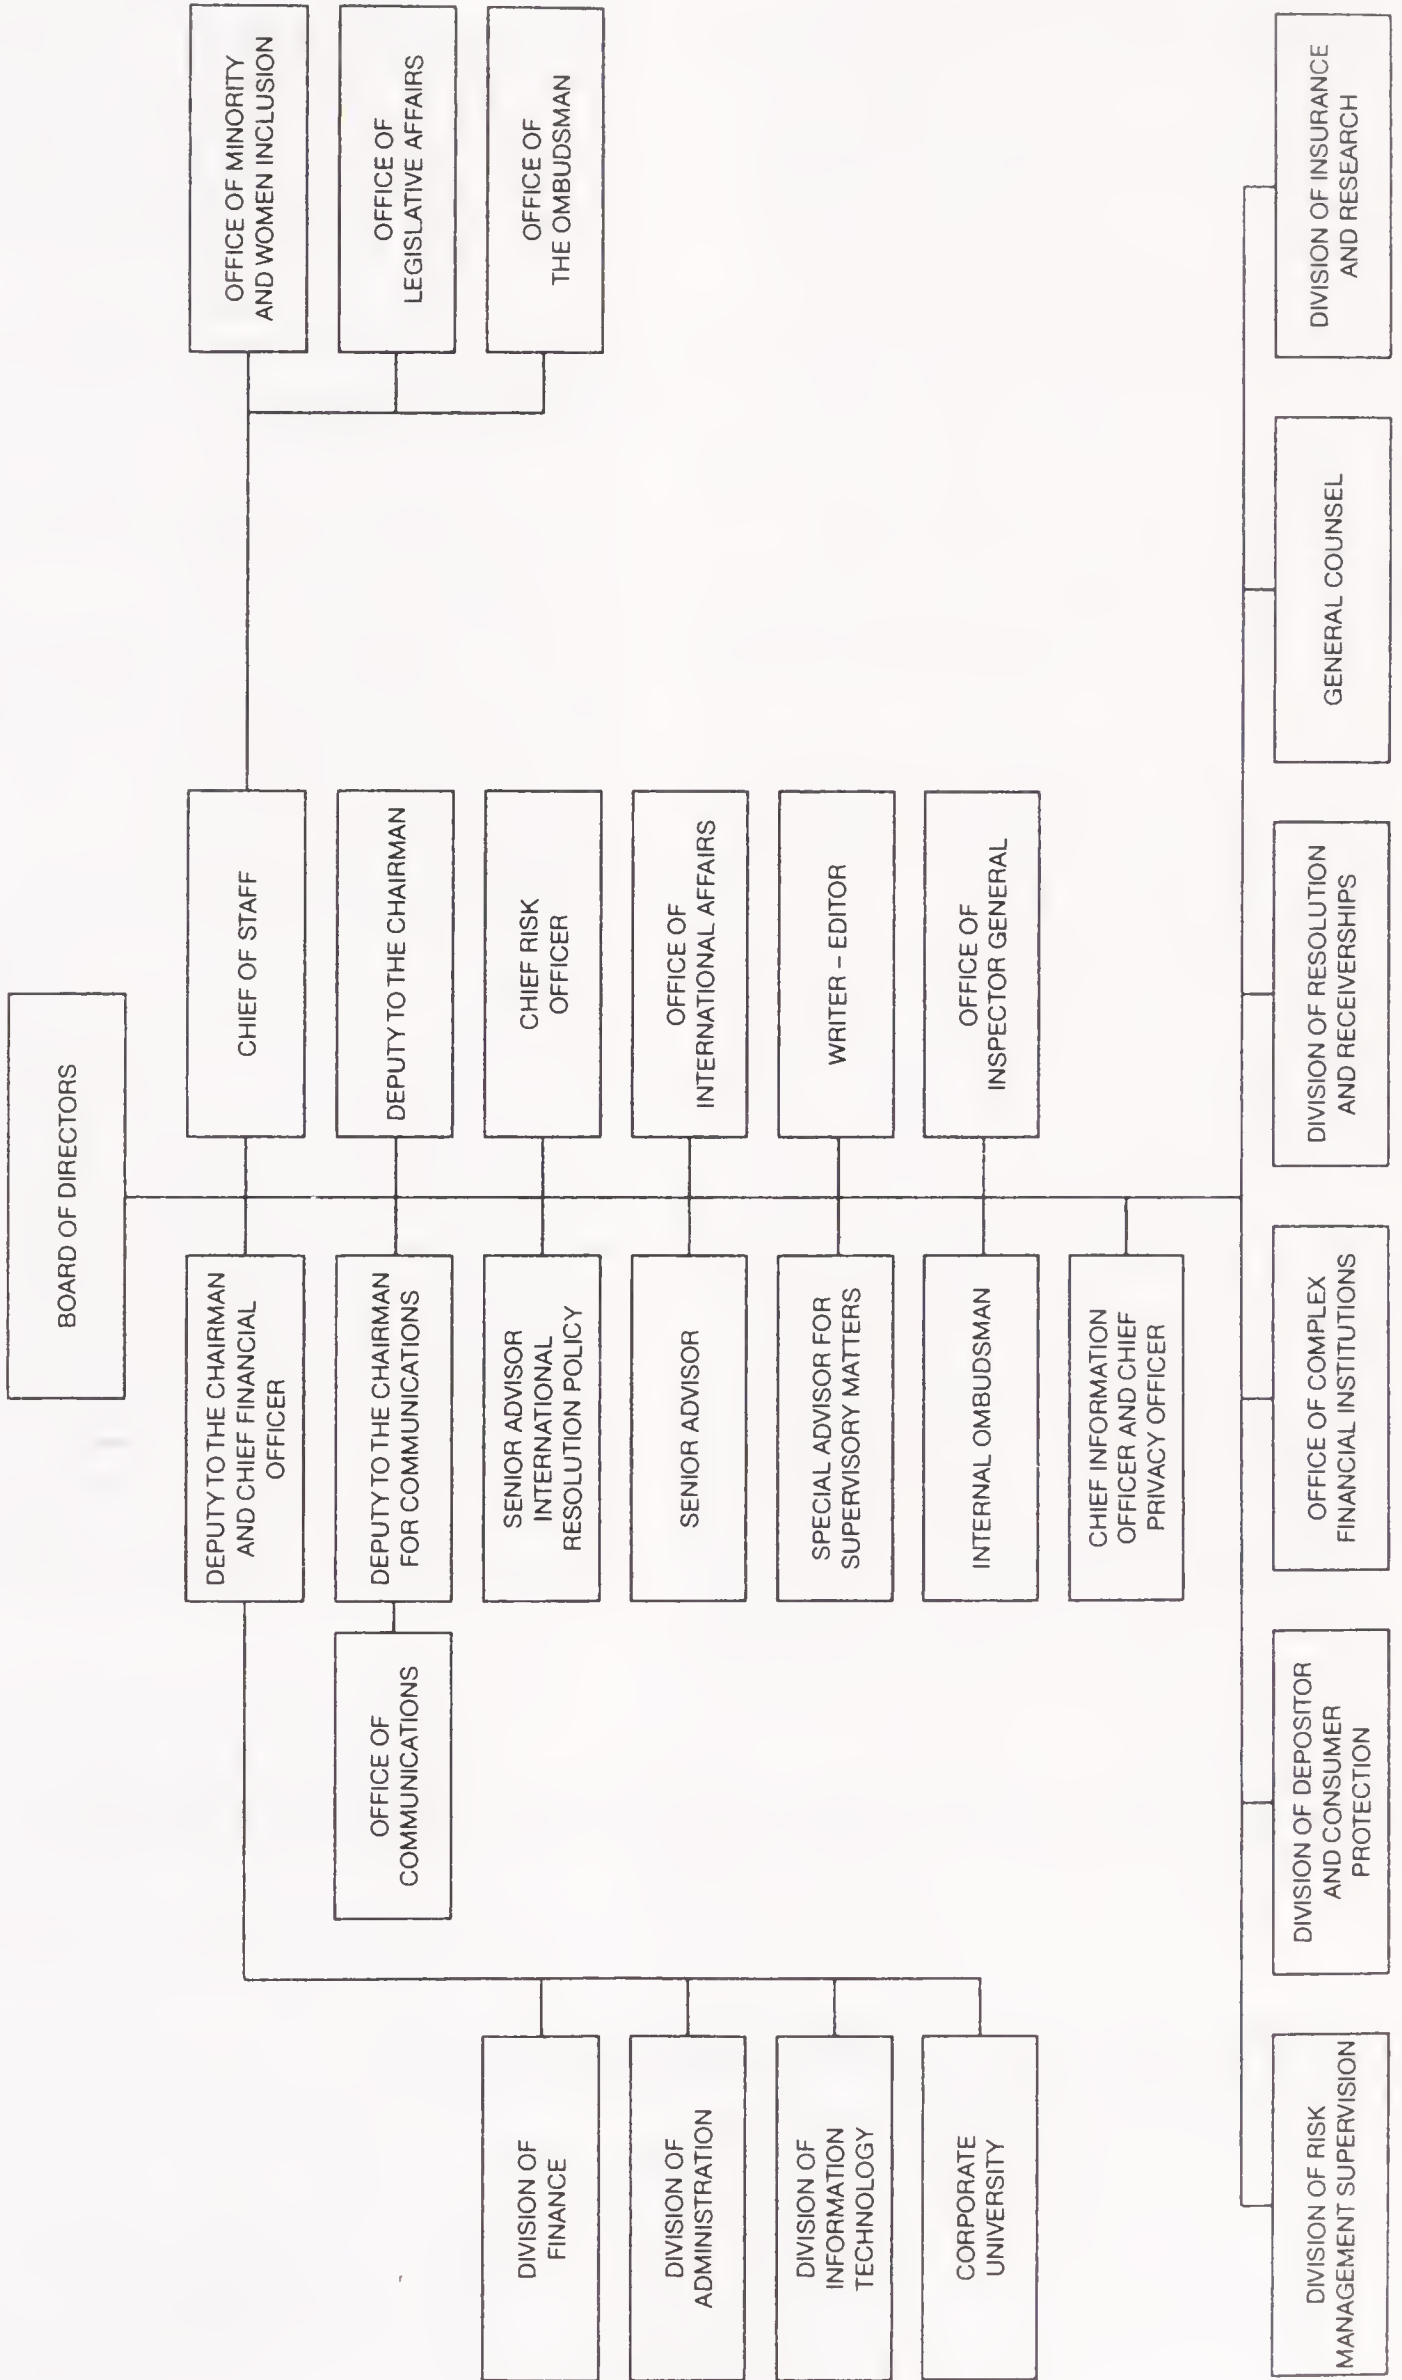 BOARD OF DIRECTORS
DEPUTY TO THE CHAIRMAN
AND CHIEF FINANCIAL
OFFICER
CHIEF OF STAFF
OFFICE OF MINORITY
AND WOMEN INCLUSION
OFFICE OF
COMMUNICATIONS
DEPUTY TO THE CHAIRMAN
FOR COMMUNICATIONS
DEPUTY TO THE CHAIRMAN
OFFICE OF
LEGISLATIVE AFFAIRS
DIVISION OF
FINANCE
SENIOR ADVISOR
INTERNATIONAL
RESOLUTION POLICY
CHIEF RISK
OFFICER
OFFICE OF
THE OMBUDSMAN
DIVISION OF
ADMINISTRATION
SENIOR ADVISOR
OFFICE OF
INTERNATIONAL AFFAIRS
DIVISION OF
INFORMATION
TECHNOLOGY
SPECIAL ADVISOR FOR
SUPERVISORY MATTERS
WRITER – EDITOR
CORPORATE
UNIVERSITY
INTERNAL OMBUDSMAN
OFFICE OF
INSPECTOR GENERAL
CHIEF INFORMATION
OFFICER AND CHIEF
PRIVACY OFFICER
DIVISION OF RISK
MANAGEMENT SUPERVISION
DIVISION OF DEPOSITOR
AND CONSUMER
PROTECTION
OFFICE OF COMPLEX
FINANCIAL INSTITUTIONS
DIVISION OF RESOLUTION
AND RECEIVERSHIPS
GENERAL COUNSEL
DIVISION OF INSURANCE
AND RESEARCH